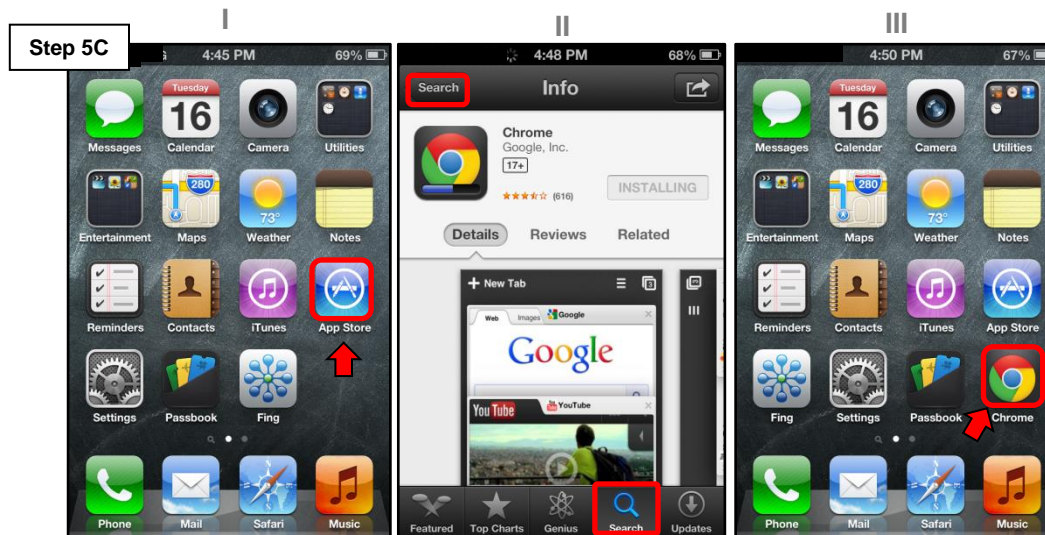 I
II
III
Step 5C
4:45 PM
69%
Messages
Tuesday
16
Calendar
Camera
Utilities
Entertainment
280
Maps
73°
Weather
Notes
Reminders
Contacts
iTunes
App Store
Settings
Passbook
Fing
Phone
Mail
Safari
Music
4:48 PM
68%
Search
Info
Chrome
Google, Inc.
17+
(616)
INSTALLING
Details
Reviews
Related
New Tab
Web
Images
Google
Google
You Tube
YouTube
Featured
Top Charts
Genius
Search
Updates
4:50 PM
67%
Messages
Tuesday
16
Calendar
Camera
Utilities
Entertainment
280
Maps
73°
Weather
Notes
Reminders
Contacts
iTunes
App Store
Fing
Settings
Passbook
Chrome
Phone
Mail
Safari
Music